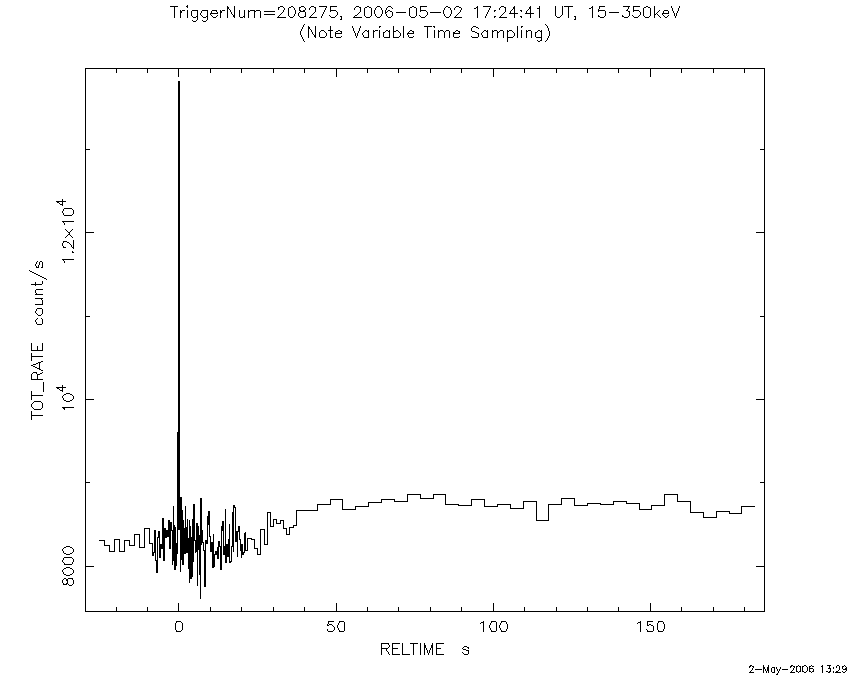 TriggerNum=208275, 2006-05-02 17:24:41 UT, 15-350keV
(Note Variable Time Sampling)
TOT_RATE count/s
1.2×10⁴
10⁴
8000
0 50 100 150
RELTIME s
2-May-2006 13:29